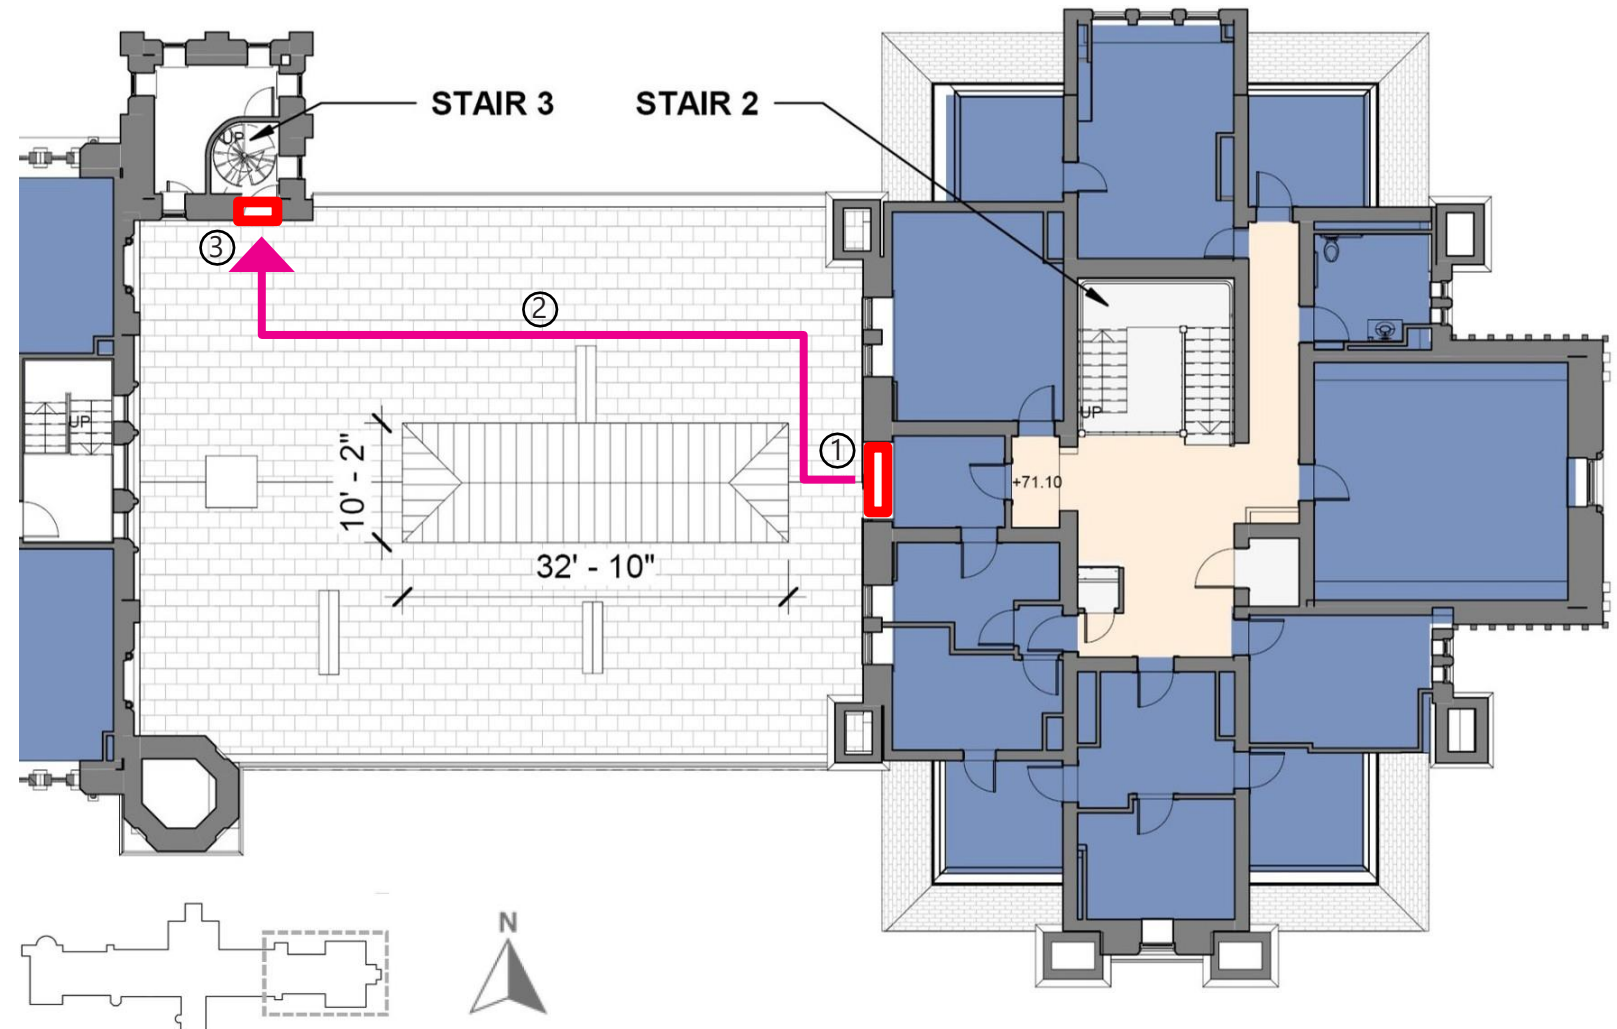 STAIR 3
STAIR 2
UP
③
②
UP
UP
①
10' - 2"
+71.10
32' - 10"
N